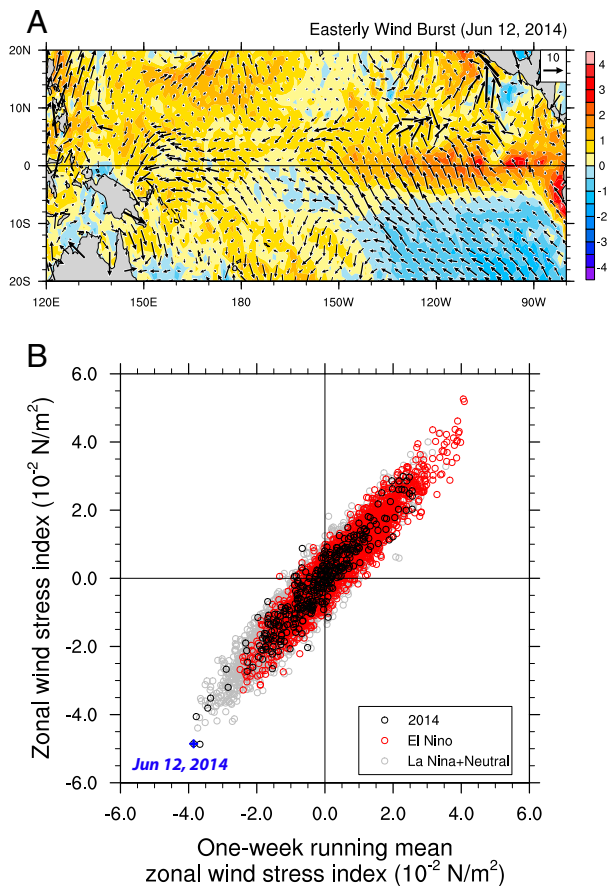 A
Easterly Wind Burst (Jun 12, 2014)
20N
10N
0
10S
20S
120E 150E 180 150W 120W 90W
10
4
3
2
1
0
-1
-2
-3
-4
B
6.0
4.0
2.0
0.0
-2.0
-4.0
-6.0
Zonal wind stress index (10⁻² N/m²)
Jun 12, 2014
2014
El Nino
La Nina+Neutral
-6.0 -4.0 -2.0 0.0 2.0 4.0 6.0
One-week running mean
zonal wind stress index (10⁻² N/m²)